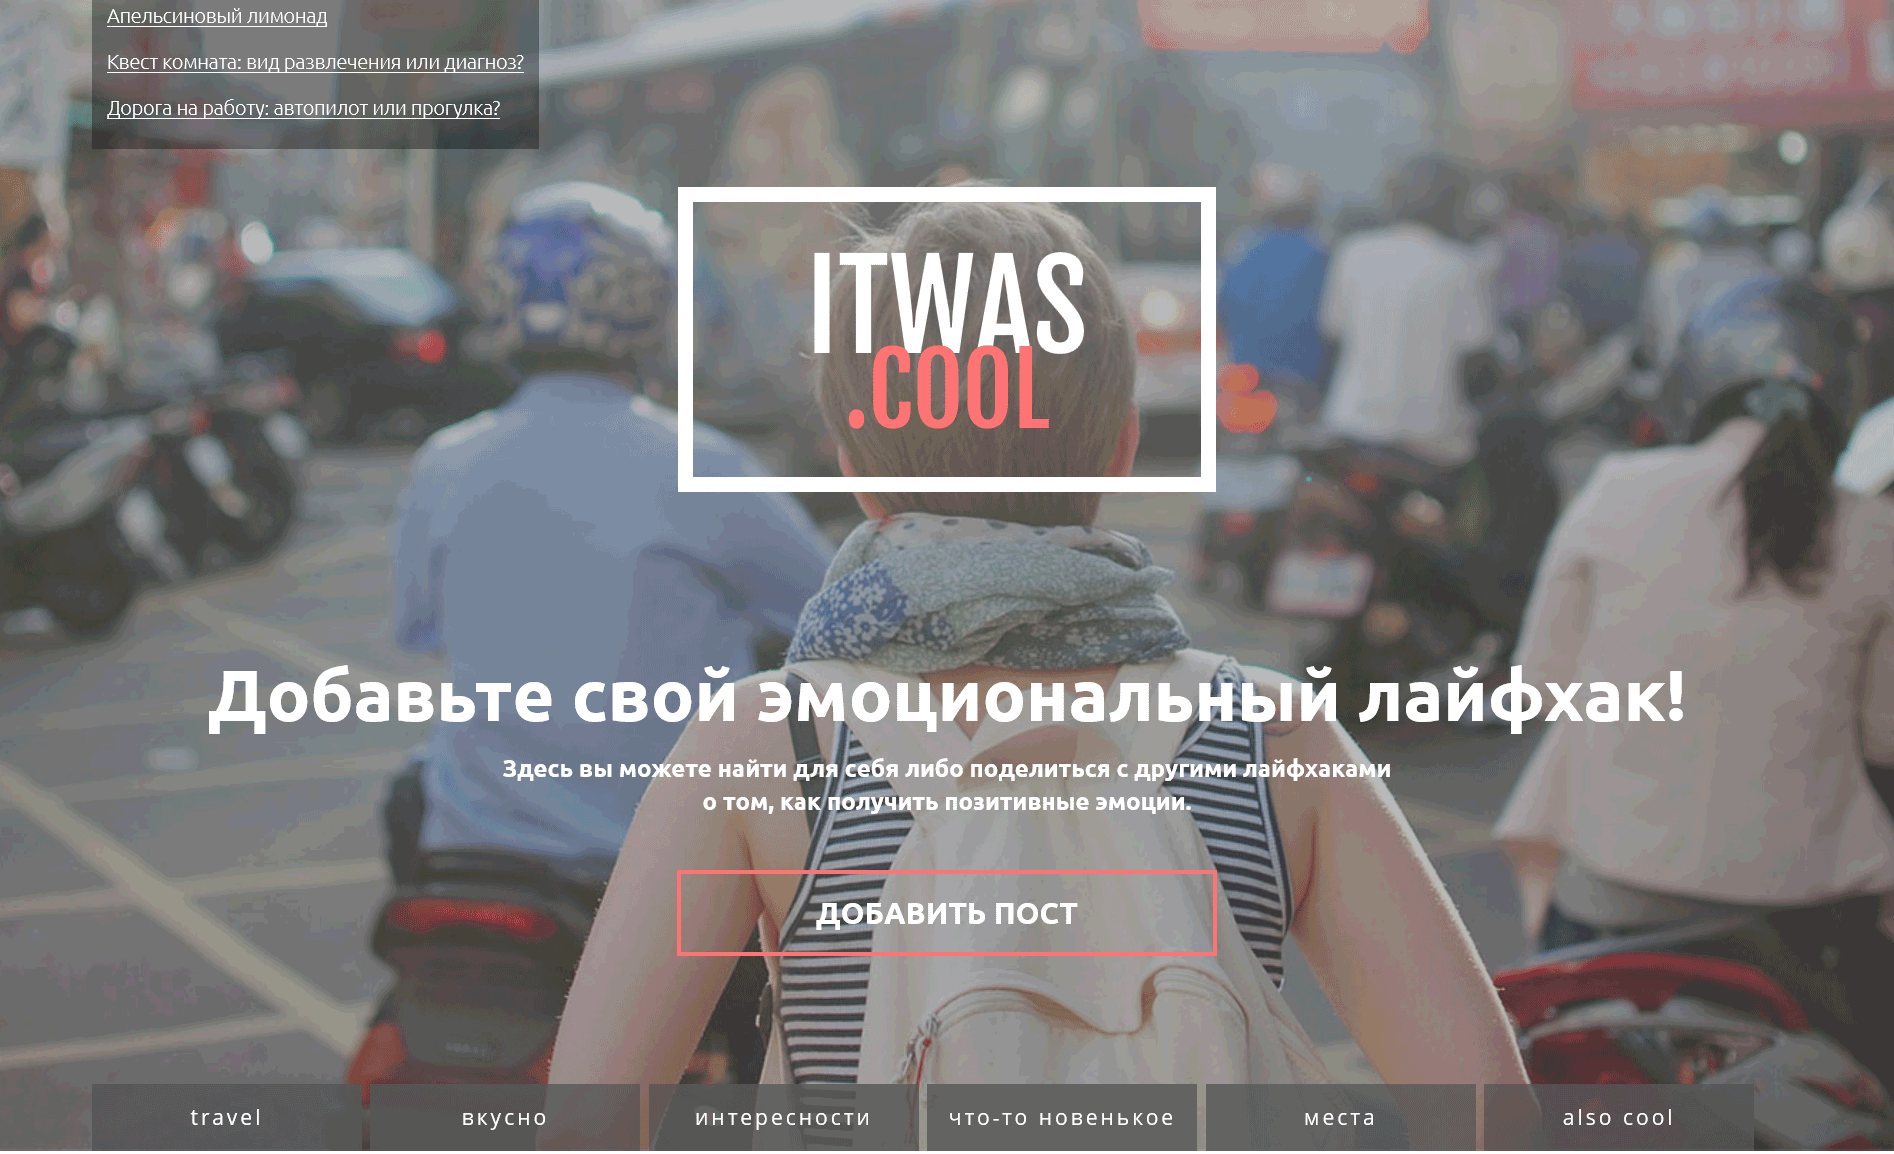 Апельсиновый лимонад
Квест комната: вид развлечения или диагноз?
Дорога на работу: автопилот или прогулка?
ITWAS
.COOL
Добавьте свой эмоциональный лайфхак!
Здесь вы можете найти для себя либо поделиться с другими лайфхаками
о том, как получить позитивные эмоции.
ДОБАВИТЬ ПОСТ
travel
вкусно
интересности
что-то новенькое
места
also cool